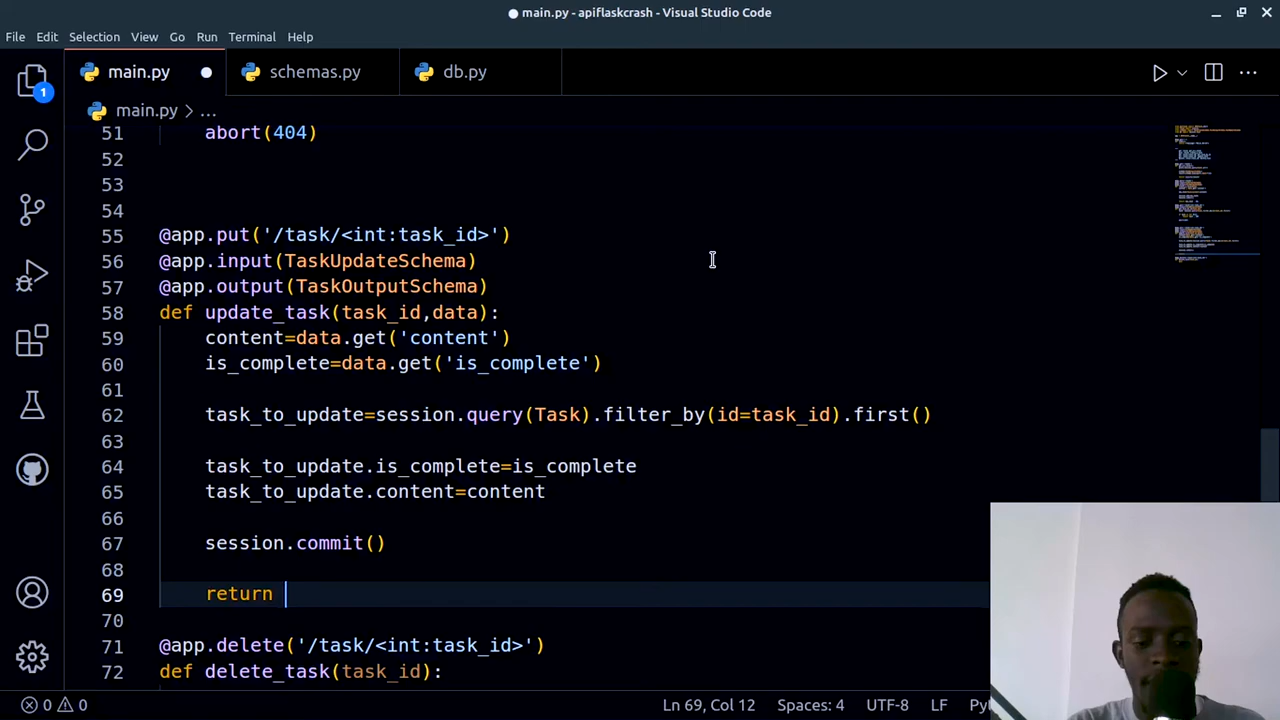 main.py - apiflaskcrash - Visual Studio Code
File Edit Selection View Go Run Terminal Help
main.py schemas.py db.py
main.py > ...
51 abort(404)
52
53
54
55 @app.put('/task/<int:task_id>')
56 @app.input(TaskUpdateSchema)
57 @app.output(TaskOutputSchema)
58 def update_task(task_id,data):
59 content=data.get('content')
60 is_complete=data.get('is_complete')
61
62 task_to_update=session.query(Task).filter_by(id=task_id).first()
63
64 task_to_update.is_complete=is_complete
65 task_to_update.content=content
66
67 session.commit()
68
69 return
70
71 @app.delete('/task/<int:task_id>')
72 def delete_task(task_id):
1
0 0 Ln 69, Col 12 Spaces: 4 UTF-8 LF Py